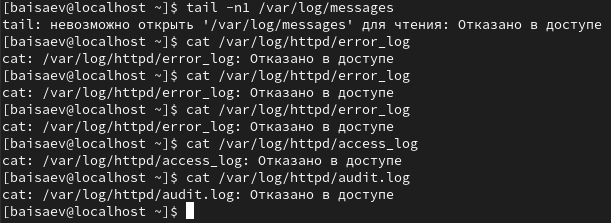 [baisaev@localhost ~]$ tail -n1 /var/log/messages
tail: невозможно открыть '/var/log/messages' для чтения: Отказано в доступе
[baisaev@localhost ~]$ cat /var/log/httpd/error_log
cat: /var/log/httpd/error_log: Отказано в доступе
[baisaev@localhost ~]$ cat /var/log/httpd/error_log
cat: /var/log/httpd/error_log: Отказано в доступе
[baisaev@localhost ~]$ cat /var/log/httpd/error_log
cat: /var/log/httpd/error_log: Отказано в доступе
[baisaev@localhost ~]$ cat /var/log/httpd/access_log
cat: /var/log/httpd/access_log: Отказано в доступе
[baisaev@localhost ~]$ cat /var/log/httpd/audit.log
cat: /var/log/httpd/audit.log: Отказано в доступе
[baisaev@localhost ~]$